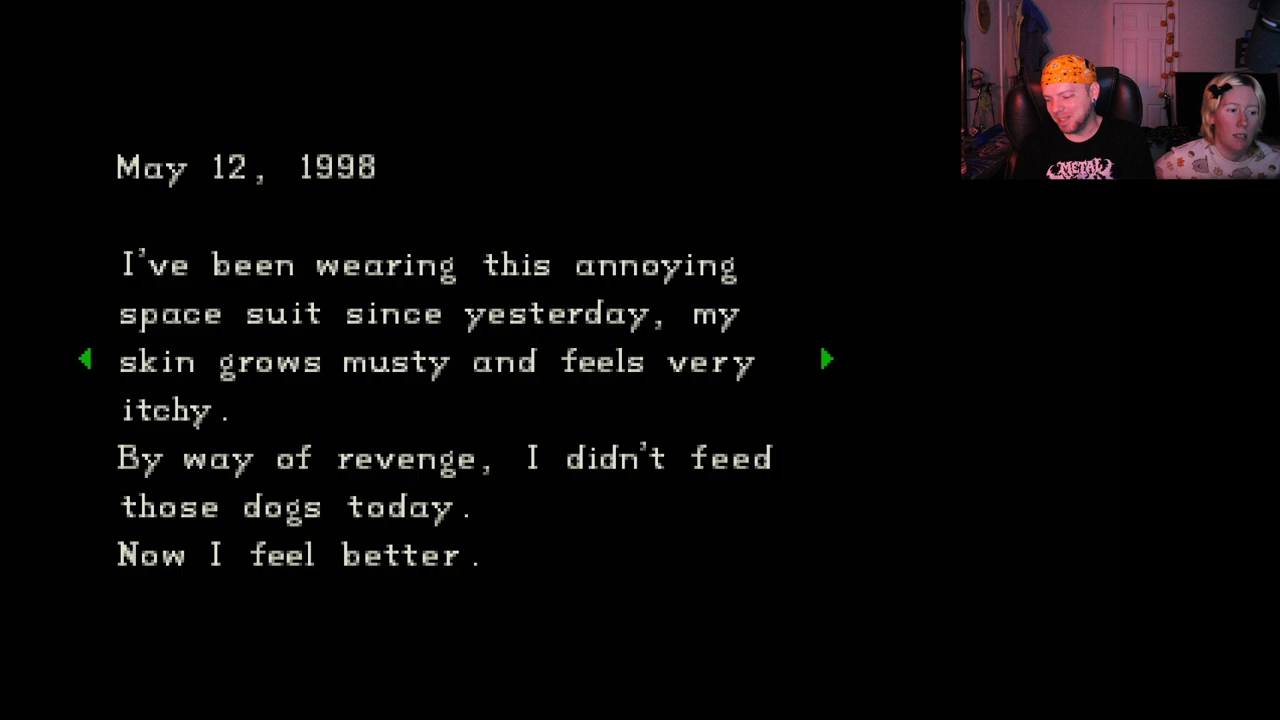 May 12, 1998
I've been wearing this annoying
space suit since yesterday, my
skin grows musty and feels very
itchy.
By way of revenge, I didn't feed
those dogs today.
Now I feel better.
METAL